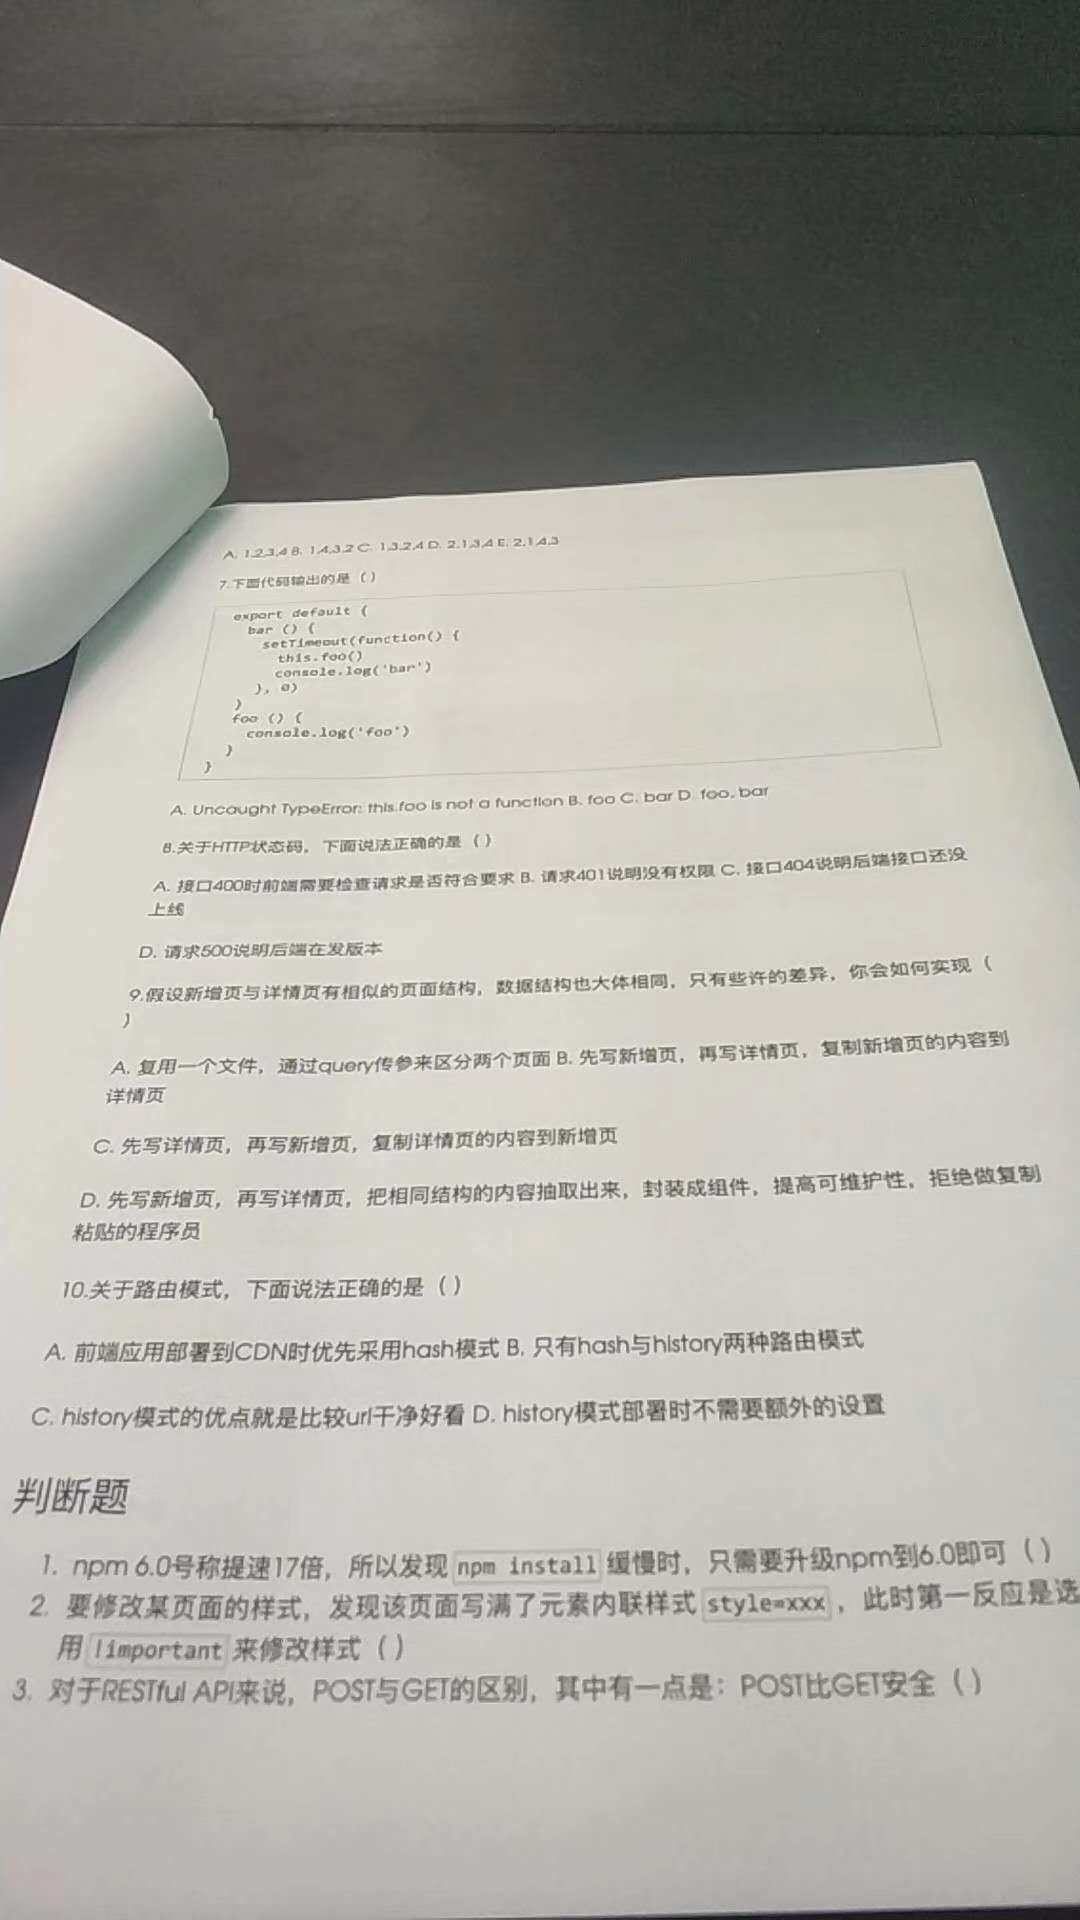 A. 1,2,3,4 B. 1,4,3,2 C. 1,3,2,4 D. 2,1,3,4 E. 2,1,4,3
7.下面代码输出的是（ ）
export default {
bar () {
setTimeout(function() {
this.foo()
console.log('bar')
}, 0)
}
foo () {
console.log('foo')
}
}
A. Uncaught TypeError: this.foo is not a function B. foo C. bar D. foo, bar
8.关于HTTP状态码，下面说法正确的是（ ）
A. 接口400时前端需要检查请求是否符合要求 B. 请求401说明没有权限 C. 接口404说明后端接口还没
上线
D. 请求500说明后端在发版本
9.假设新增页与详情页有相似的页面结构，数据结构也大体相同，只有些许的差异，你会如何实现（
）
A. 复用一个文件，通过query传参来区分两个页面 B. 先写新增页，再写详情页，复制新增页的内容到
详情页
C. 先写详情页，再写新增页，复制详情页的内容到新增页
D. 先写新增页，再写详情页，把相同结构的内容抽取出来，封装成组件，提高可维护性，拒绝做复制
粘贴的程序员
10.关于路由模式，下面说法正确的是（ ）
A. 前端应用部署到CDN时优先采用hash模式 B. 只有hash与history两种路由模式
C. history模式的优点就是比较url干净好看 D. history模式部署时不需要额外的设置
判断题
1. npm 6.0号称提速17倍，所以发现 npm install 缓慢时，只需要升级npm到6.0即可（ ）
2. 要修改某页面的样式，发现该页面写满了元素内联样式 style=xxx ，此时第一反应是选
用 !important 来修改样式（ ）
3. 对于RESTful API来说，POST与GET的区别，其中有一点是：POST比GET安全（ ）